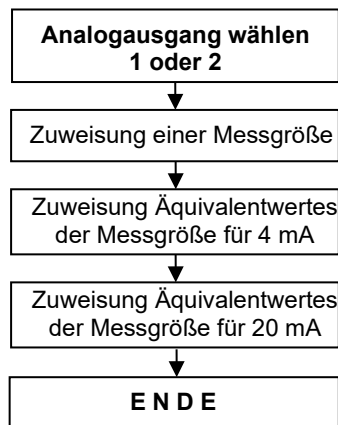 Analogausgang wählen
1 oder 2
Zuweisung einer Messgröße
Zuweisung Äquivalentwertes
der Messgröße für 4 mA
Zuweisung Äquivalentwertes
der Messgröße für 20 mA
E N D E